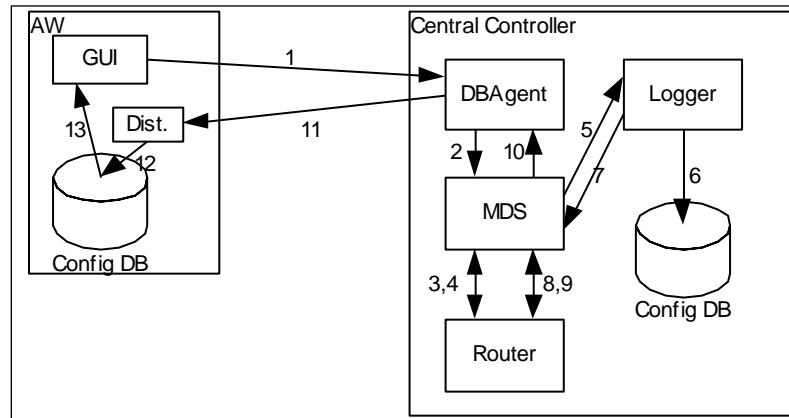 AW
Central Controller
GUI
1
DBAgent
Logger
13
Dist.
11
5
12
2
10
7
6
MDS
Config DB
3,4
8,9
Config DB
Router